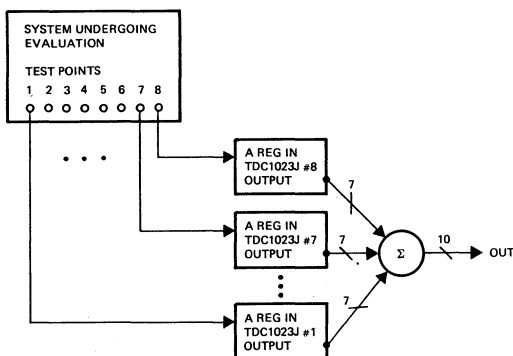 SYSTEM UNDERGOING
EVALUATION
TEST POINTS
1 2 3 4 5 6 7 8
• • •
A REG IN
TDC1023J #8
OUTPUT
7
A REG IN
TDC1023J #7
OUTPUT
7
Σ
10
OUT
A REG IN
TDC1023J #1
OUTPUT
7